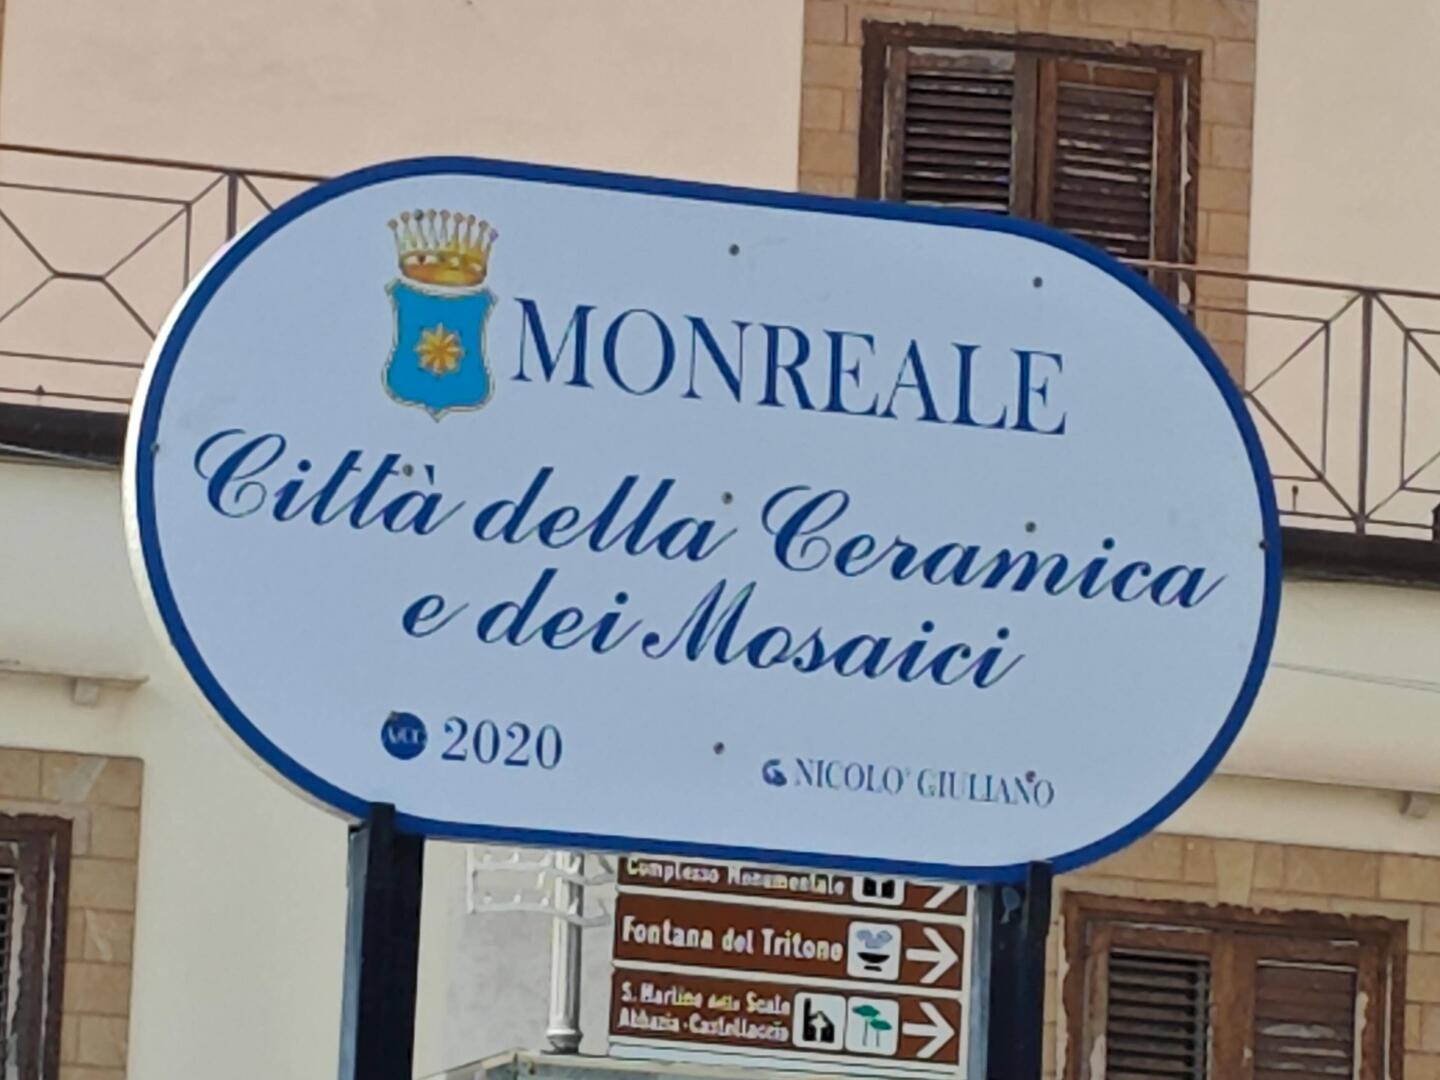 MONREALE
Città della Ceramica
e dei Mosaici
2020
NICOLO' GIULIANO
Complesso Monumentale
Fontana del Tritone
S. Martino delle Scale
Abbazia - Castellaccio